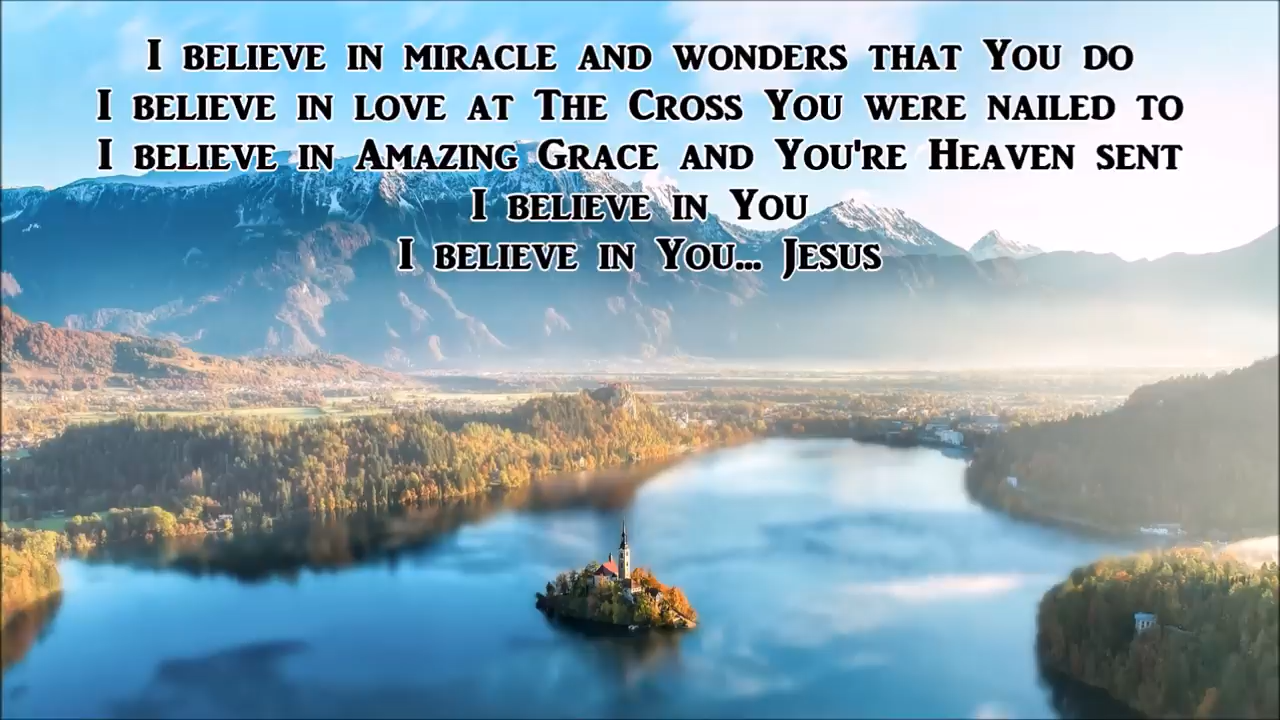 I believe in miracle and wonders that You do
I believe in love at The Cross You were nailed to
I believe in Amazing Grace and You're Heaven sent
I believe in You
I believe in You... Jesus